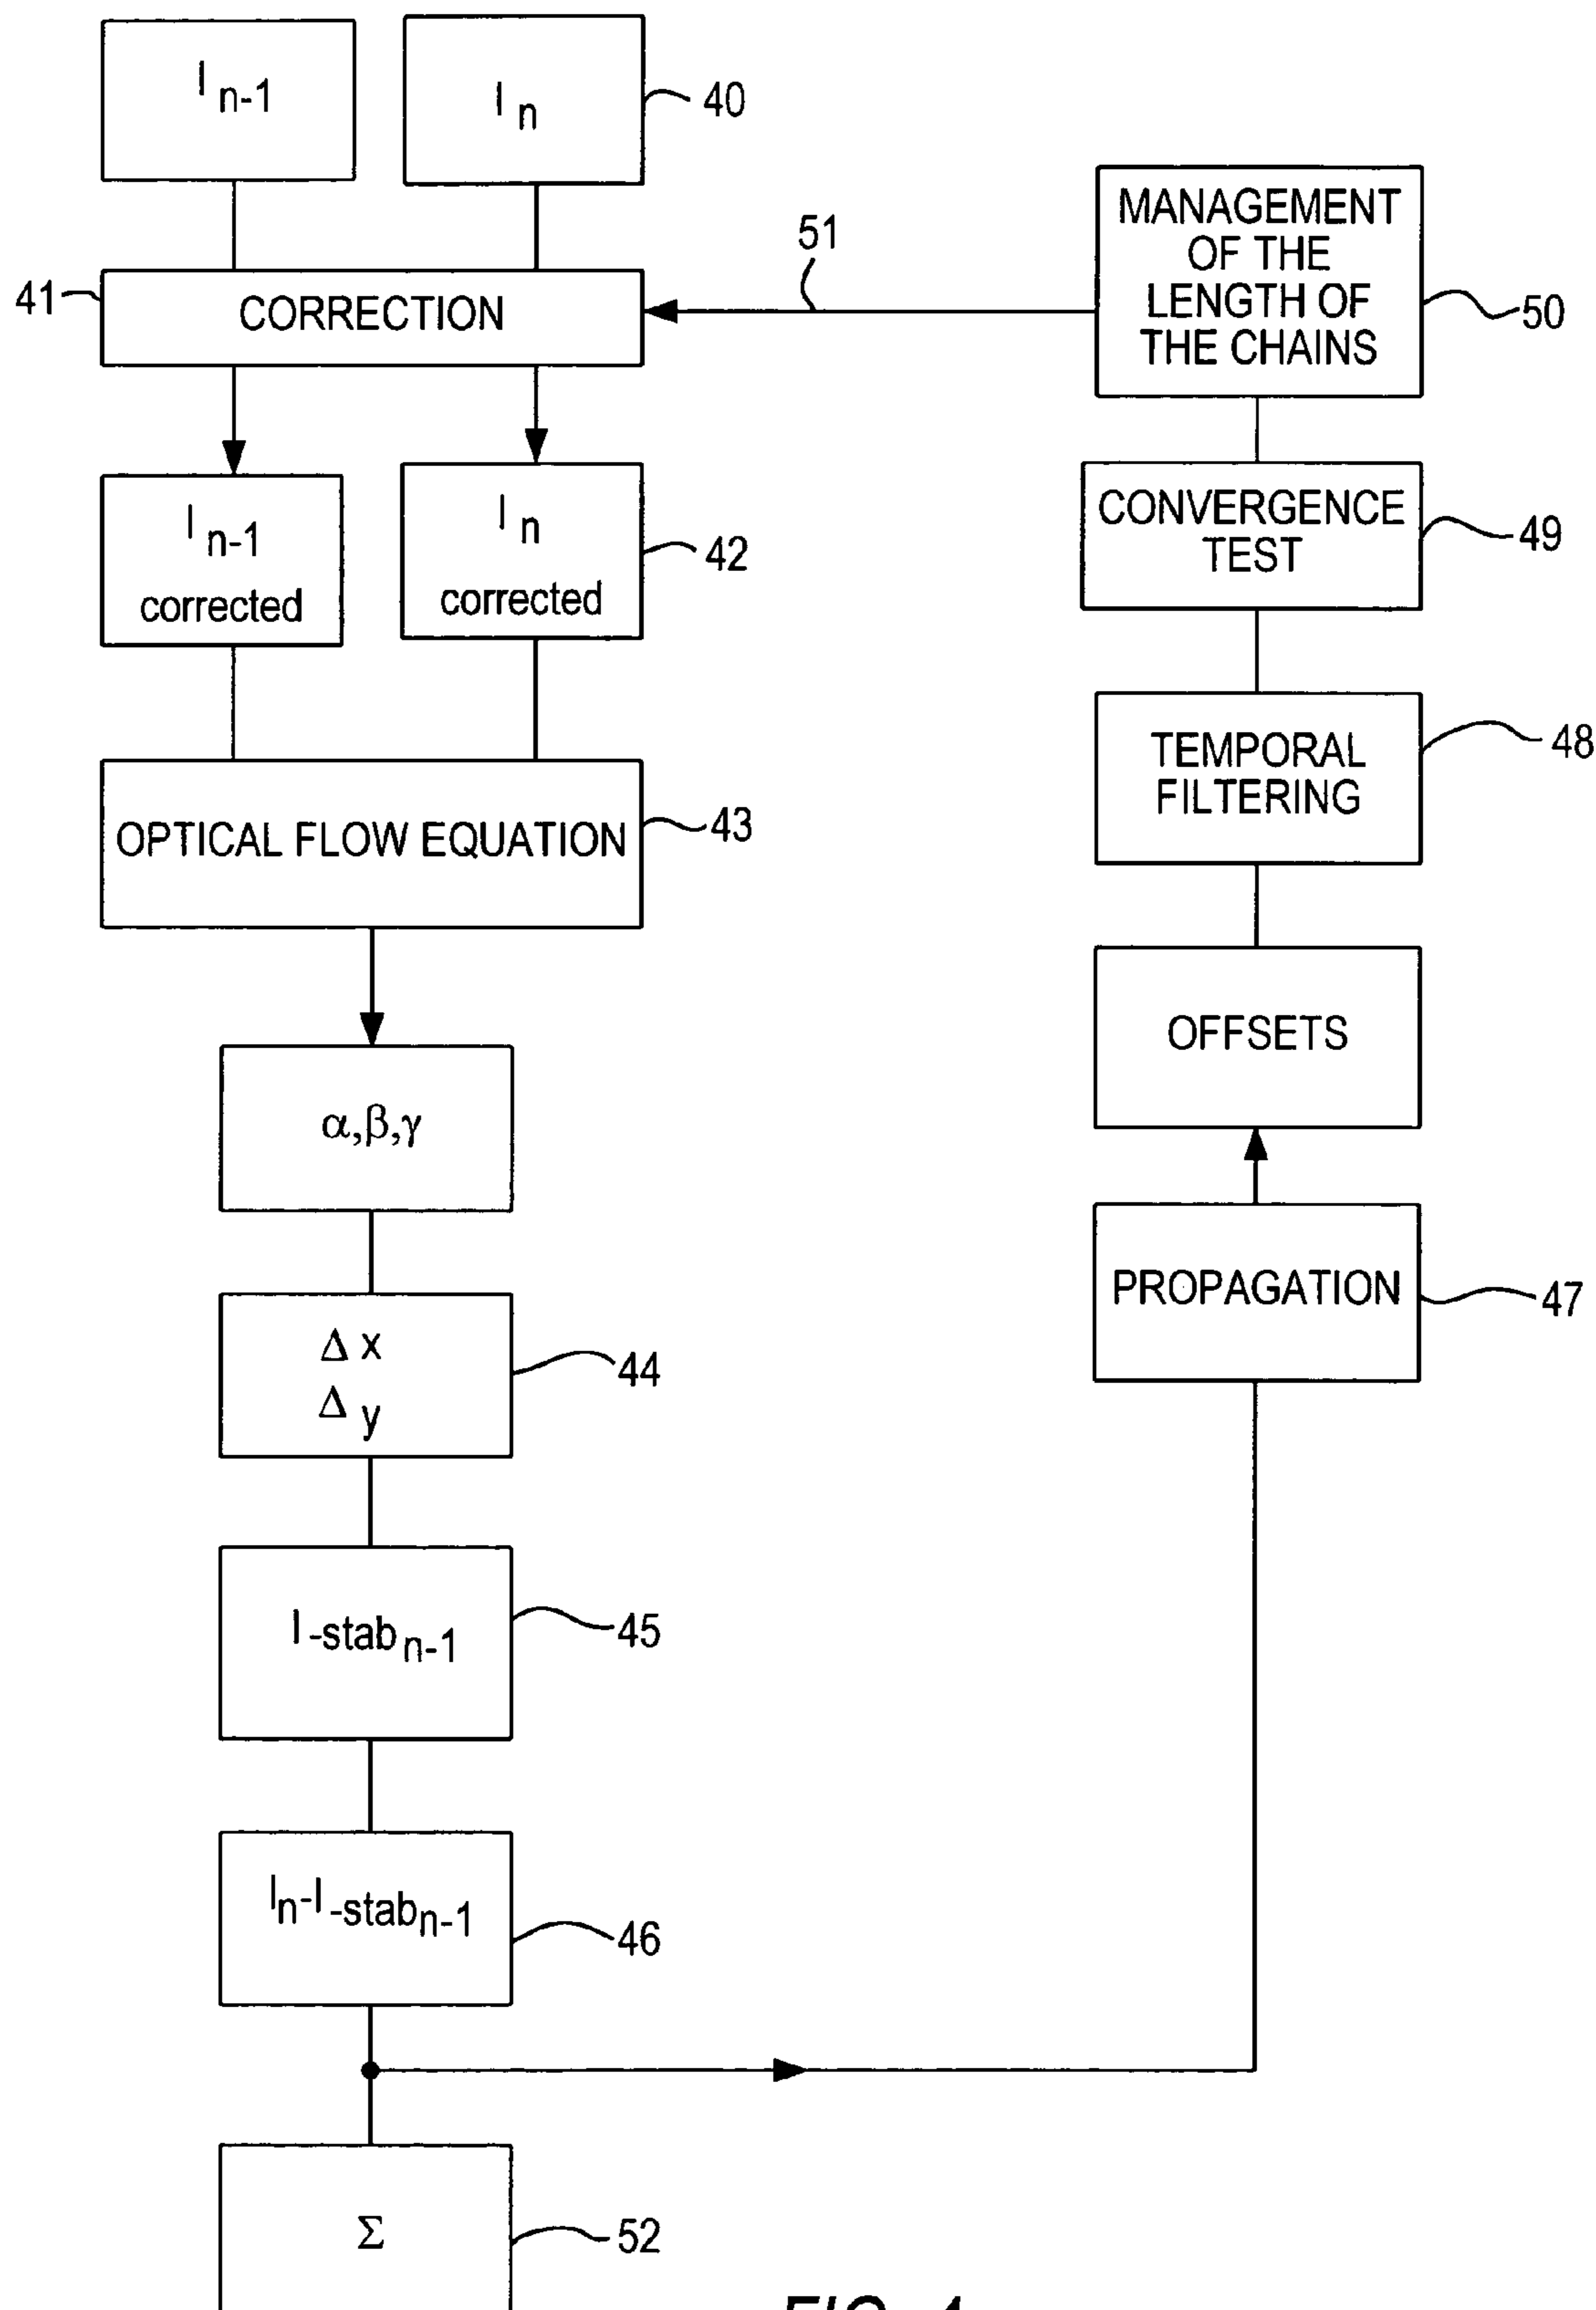 I n-1
I n
40
41
CORRECTION
51
MANAGEMENT
OF THE
LENGTH OF
THE CHAINS
50
I n-1
corrected
I n
corrected
42
CONVERGENCE
TEST
49
OPTICAL FLOW EQUATION
43
TEMPORAL
FILTERING
48
OFFSETS
α,β,γ
PROPAGATION
47
Δ x
Δ y
44
I -stab n-1
45
In-I -stab n-1
46
Σ
52